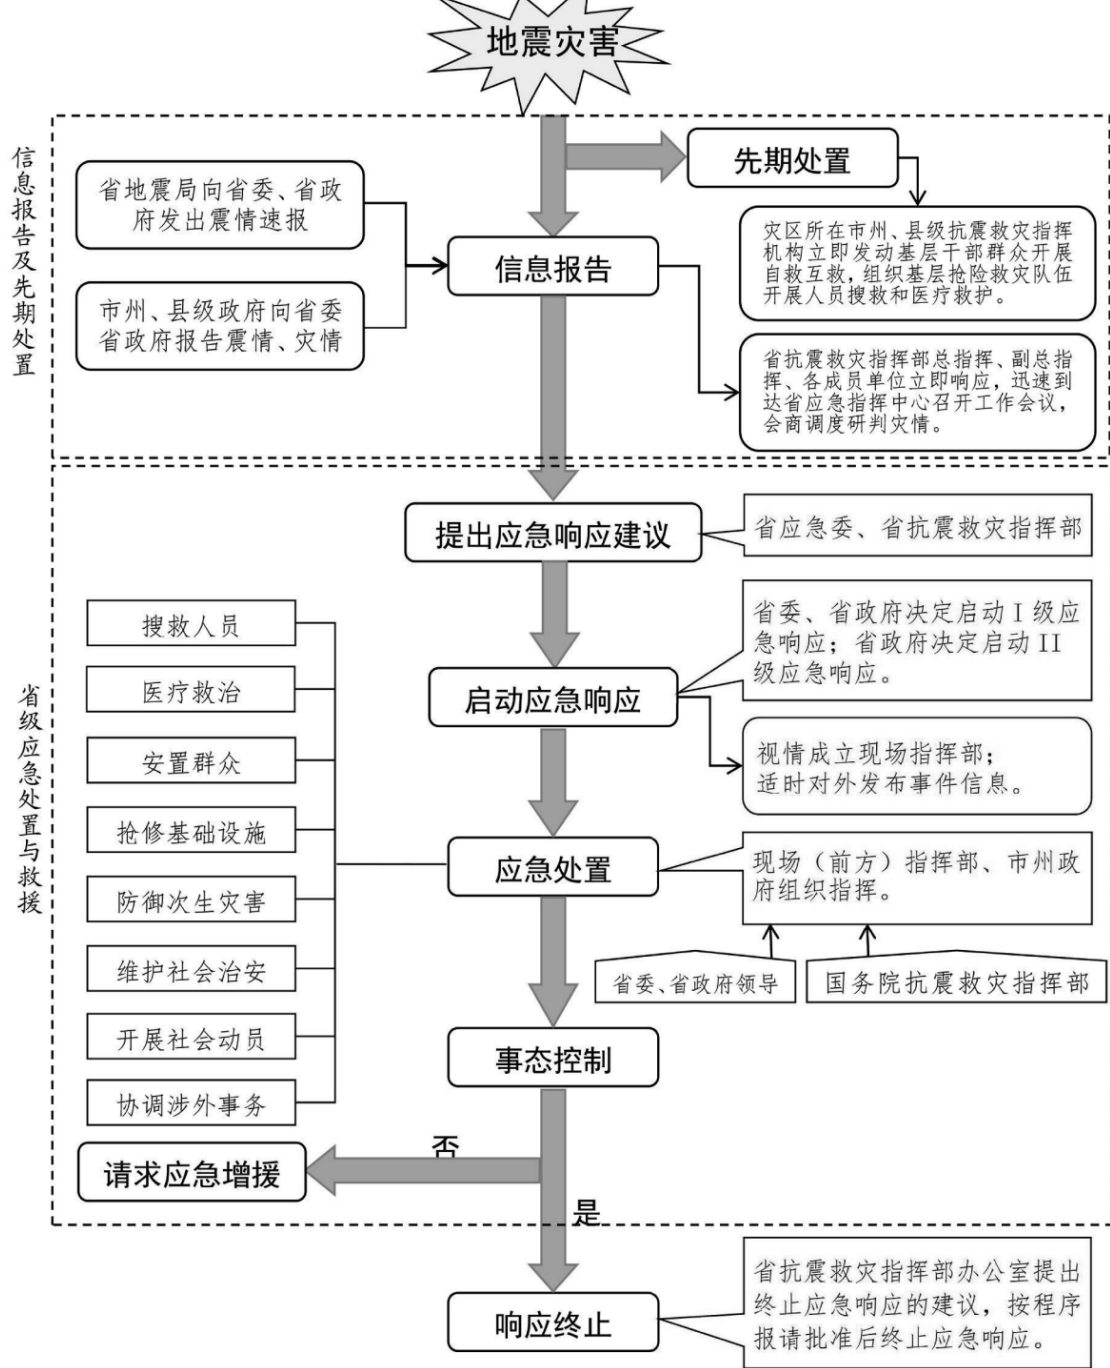 地震灾害
信息报告及先期处置
先期处置
省地震局向省委、省政
府发出震情速报
灾区所在市州、县级抗震救灾指挥
机构立即发动基层干部群众开展
自救互救，组织基层抢险救灾队伍
开展人员搜救和医疗救护。
信息报告
市州、县级政府向省委
省政府报告震情、灾情
省抗震救灾指挥部总指挥、副总指
挥、各成员单位立即响应，迅速到
达省应急指挥中心召开工作会议，
会商调度研判灾情。
省级应急处置与救援
提出应急响应建议
省应急委、省抗震救灾指挥部
省委、省政府决定启动 I 级应
急响应；省政府决定启动 II
级应急响应。
启动应急响应
视情成立现场指挥部；
适时对外发布事件信息。
搜救人员
医疗救治
安置群众
抢修基础设施
防御次生灾害
维护社会治安
开展社会动员
协调涉外事务
应急处置
现场（前方）指挥部、市州政
府组织指挥。
省委、省政府领导
国务院抗震救灾指挥部
事态控制
否
请求应急增援
是
响应终止
省抗震救灾指挥部办公室提出
终止应急响应的建议，按程序
报请批准后终止应急响应。